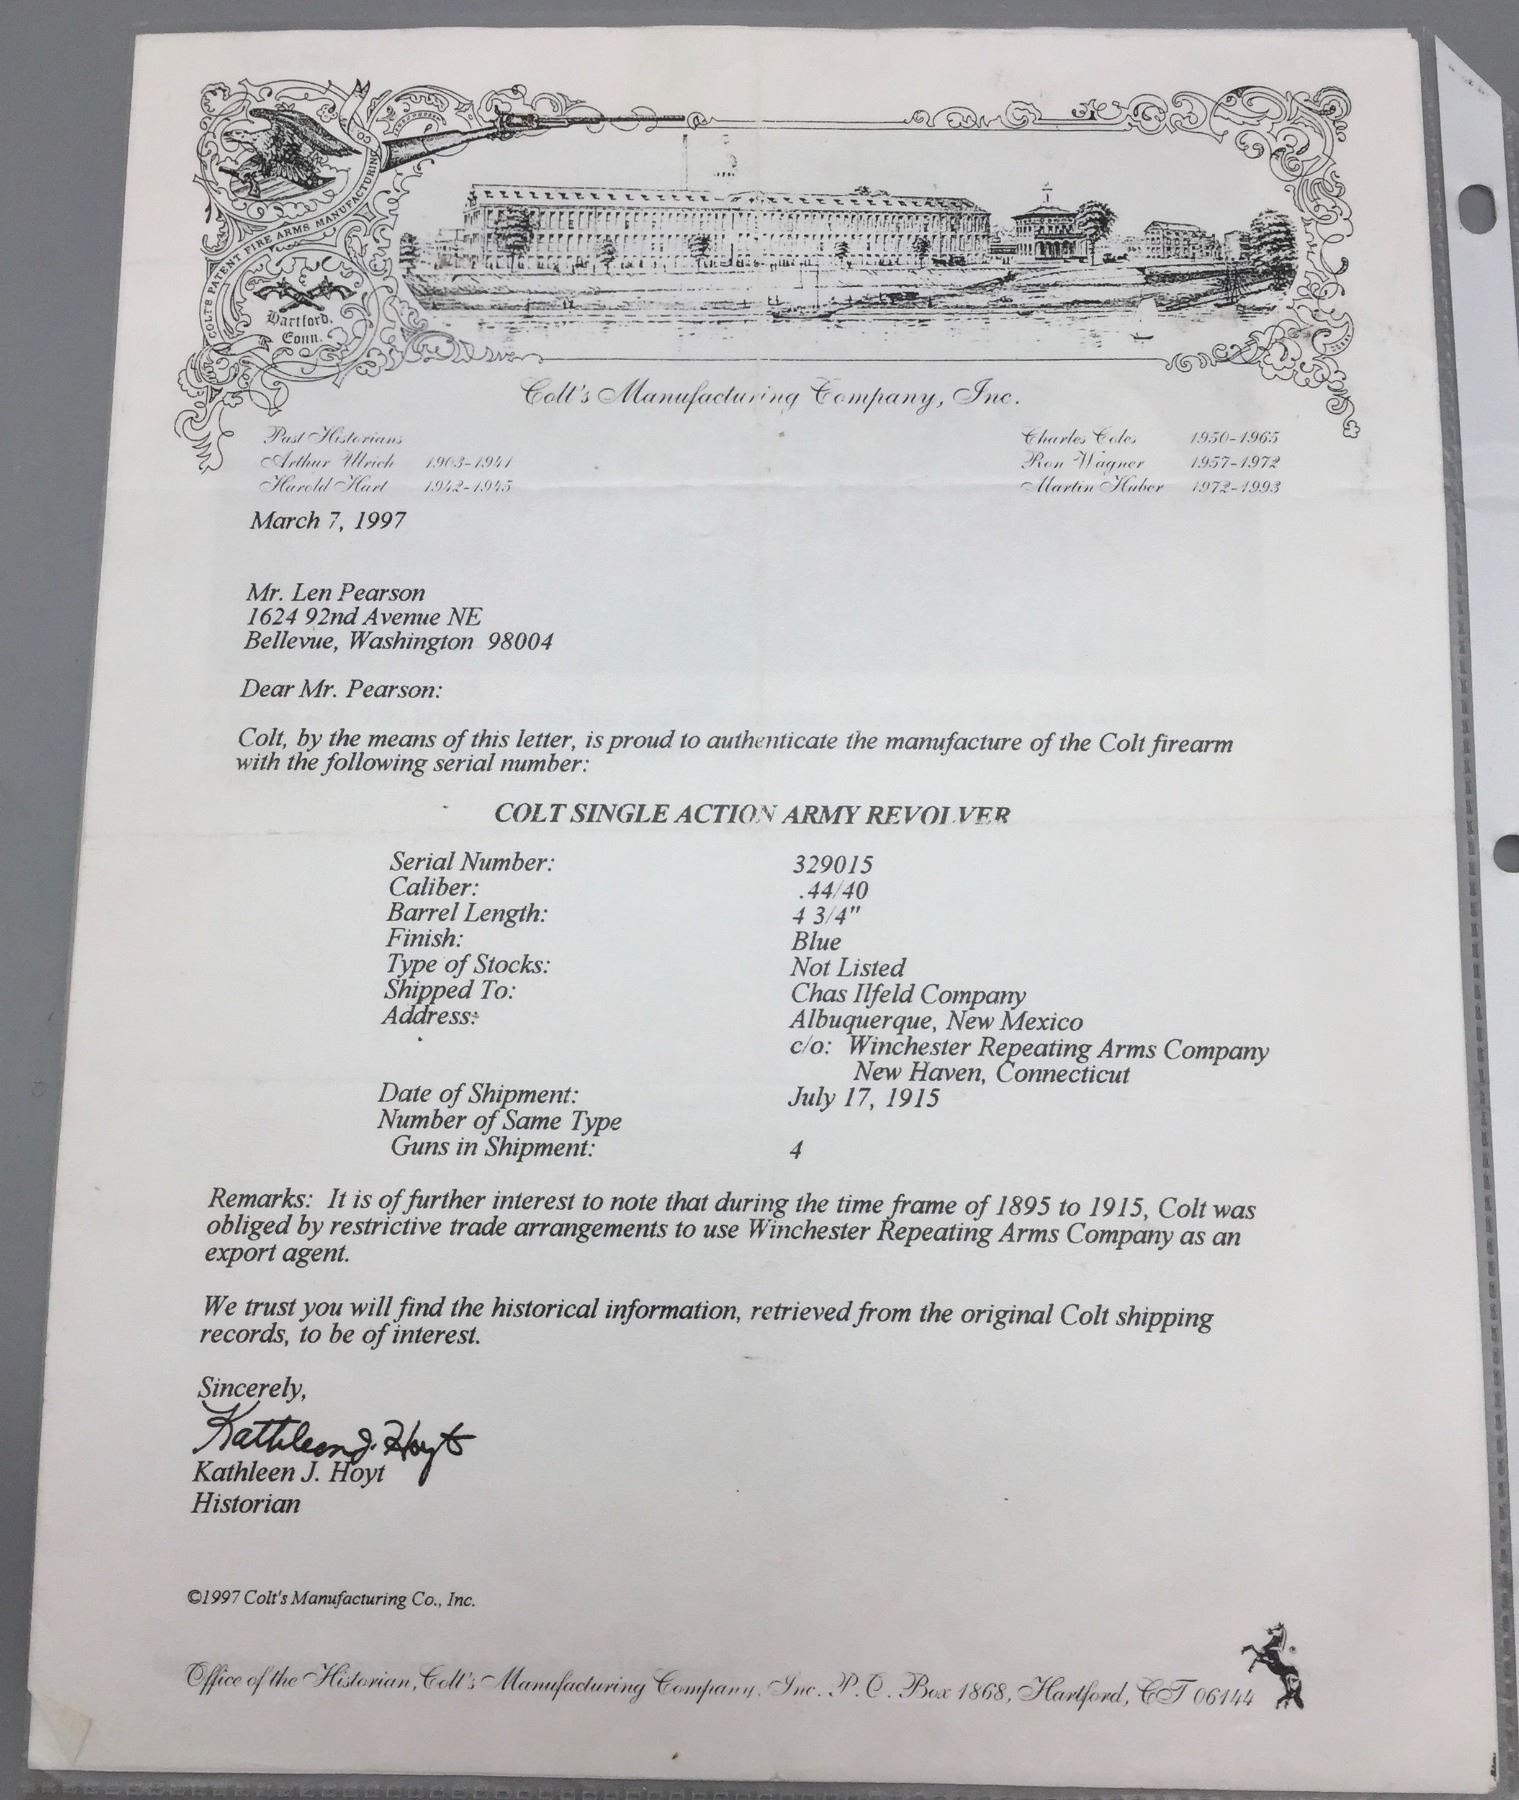 COLT'S PATENT FIRE ARMS MANUFACTURING CO
Hartford,
Conn.
Colt's Manufacturing Company, Inc.
Past Historians
Arthur Ulrich 1903-1941
Harold Hart 1942-1945
Charles Coles 1950-1965
Ron Wagner 1957-1972
Martin Huber 1972-1993
March 7, 1997
Mr. Len Pearson
1624 92nd Avenue NE
Bellevue, Washington 98004
Dear Mr. Pearson:
Colt, by the means of this letter, is proud to authenticate the manufacture of the Colt firearm
with the following serial number:
COLT SINGLE ACTION ARMY REVOLVER
Serial Number: 329015
Caliber: .44/40
Barrel Length: 4 3/4"
Finish: Blue
Type of Stocks: Not Listed
Shipped To: Chas Ilfeld Company
Address: Albuquerque, New Mexico
c/o: Winchester Repeating Arms Company
New Haven, Connecticut
Date of Shipment: July 17, 1915
Number of Same Type
Guns in Shipment: 4
Remarks: It is of further interest to note that during the time frame of 1895 to 1915, Colt was
obliged by restrictive trade arrangements to use Winchester Repeating Arms Company as an
export agent.
We trust you will find the historical information, retrieved from the original Colt shipping
records, to be of interest.
Sincerely,
Kathleen J. Hoyt
Kathleen J. Hoyt
Historian
©1997 Colt's Manufacturing Co., Inc.
Office of the Historian, Colt's Manufacturing Company, Inc. P.O. Box 1868, Hartford, CT 06144